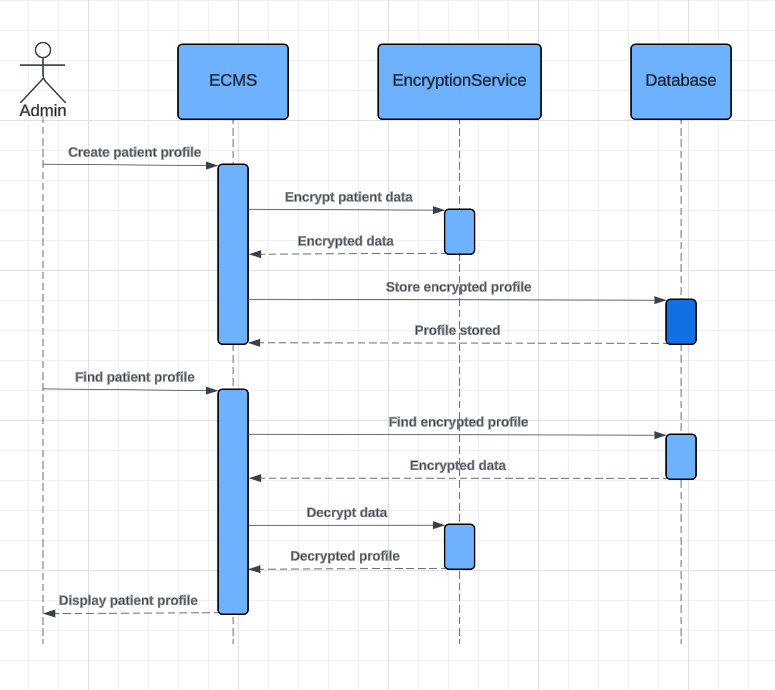 Admin
ECMS
EncryptionService
Database
Create patient profile
Encrypt patient data
Encrypted data
Store encrypted profile
Profile stored
Find patient profile
Find encrypted profile
Encrypted data
Decrypt data
Decrypted profile
Display patient profile